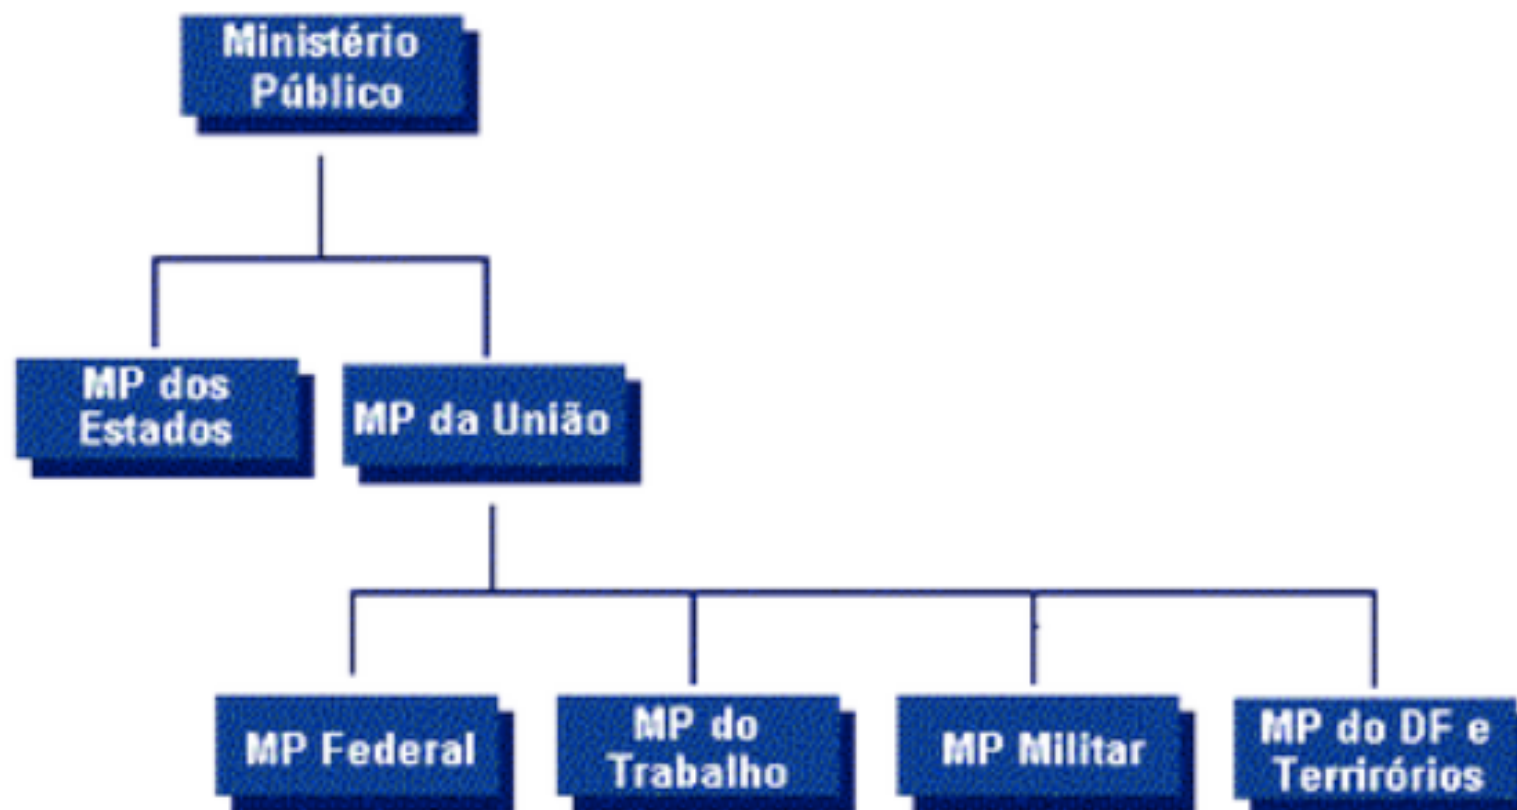 Ministério
Público
MP dos
Estados
MP da União
MP Federal
MP do
Trabalho
MP Militar
MP do DF e
Terrirórios